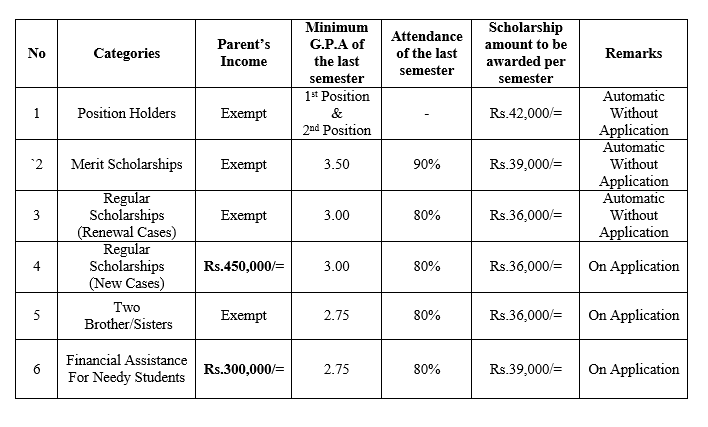 No Categories Parent's Income Minimum G.P.A of the last semester Attendance of the last semester Scholarship amount to be awarded per semester Remarks
1 Position Holders Exempt 1st Position & 2nd Position - Rs.42,000/= Automatic Without Application
`2 Merit Scholarships Exempt 3.50 90% Rs.39,000/= Automatic Without Application
3 Regular Scholarships (Renewal Cases) Exempt 3.00 80% Rs.36,000/= Automatic Without Application
4 Regular Scholarships (New Cases) Rs.450,000/= 3.00 80% Rs.36,000/= On Application
5 Two Brother/Sisters Exempt 2.75 80% Rs.36,000/= On Application
6 Financial Assistance For Needy Students Rs.300,000/= 2.75 80% Rs.39,000/= On Application